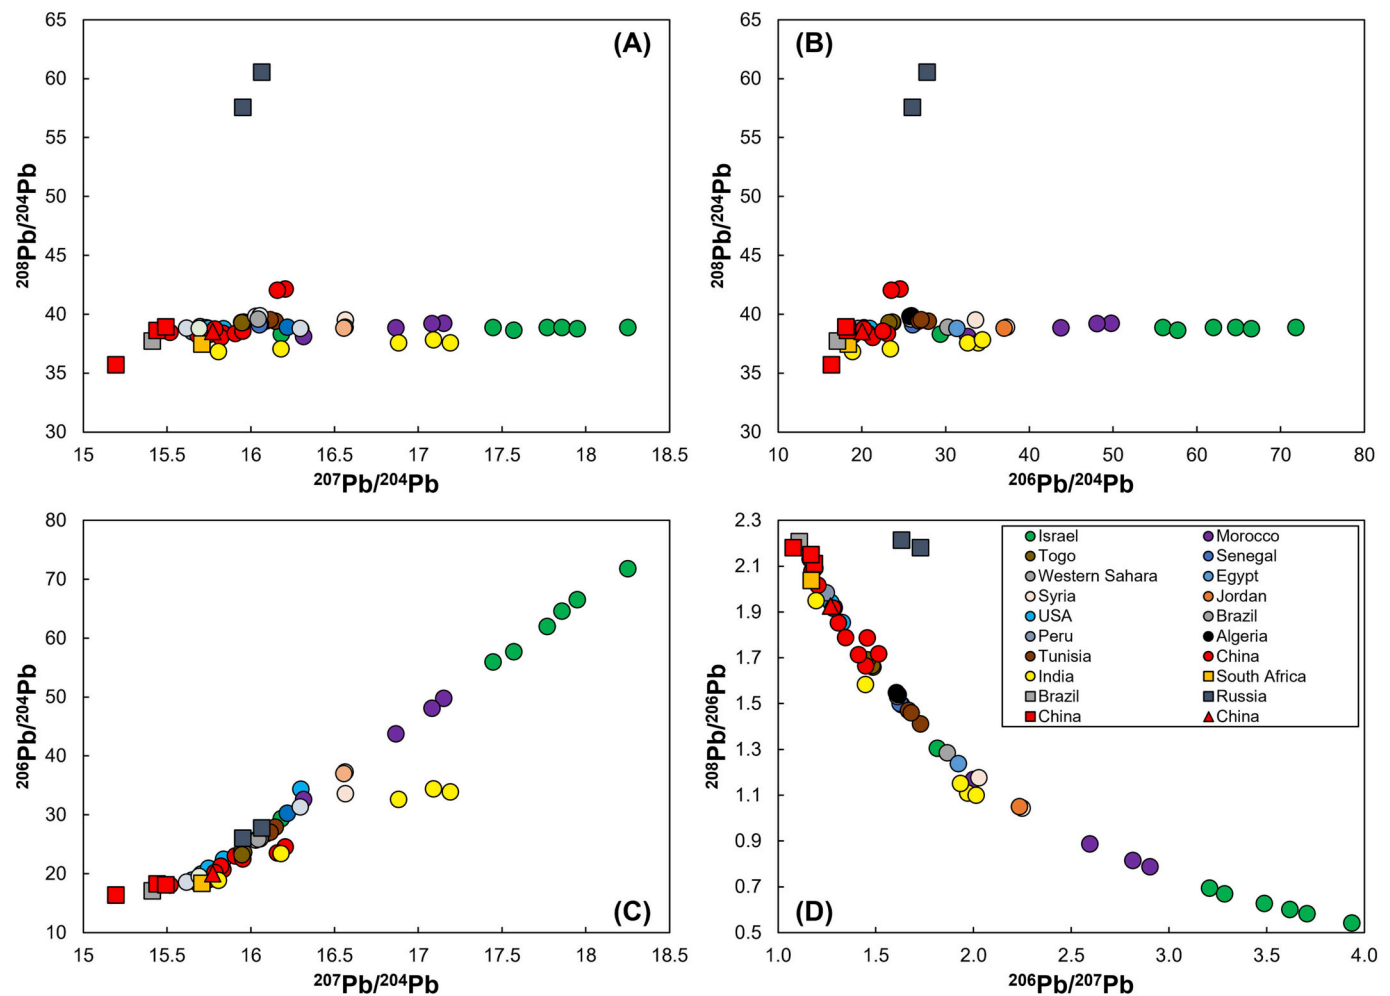 65
60
55
50
45
40
35
30
²⁰⁸Pb/²⁰⁴Pb
(A)
15 15.5 16 16.5 17 17.5 18 18.5
²⁰⁷Pb/²⁰⁴Pb
65
60
55
50
45
40
35
30
²⁰⁸Pb/²⁰⁴Pb
(B)
10 20 30 40 50 60 70 80
²⁰⁶Pb/²⁰⁴Pb
80
70
60
50
40
30
20
10
²⁰⁶Pb/²⁰⁴Pb
(C)
15 15.5 16 16.5 17 17.5 18 18.5
²⁰⁷Pb/²⁰⁴Pb
2.3
2.1
1.9
1.7
1.5
1.3
1.1
0.9
0.7
0.5
²⁰⁸Pb/²⁰⁶Pb
Israel Morocco
Togo Senegal
Western Sahara Egypt
Syria Jordan
USA Brazil
Peru Algeria
Tunisia China
India South Africa
Brazil Russia
China China
(D)
1.0 1.5 2.0 2.5 3.0 3.5 4.0
²⁰⁶Pb/²⁰⁷Pb